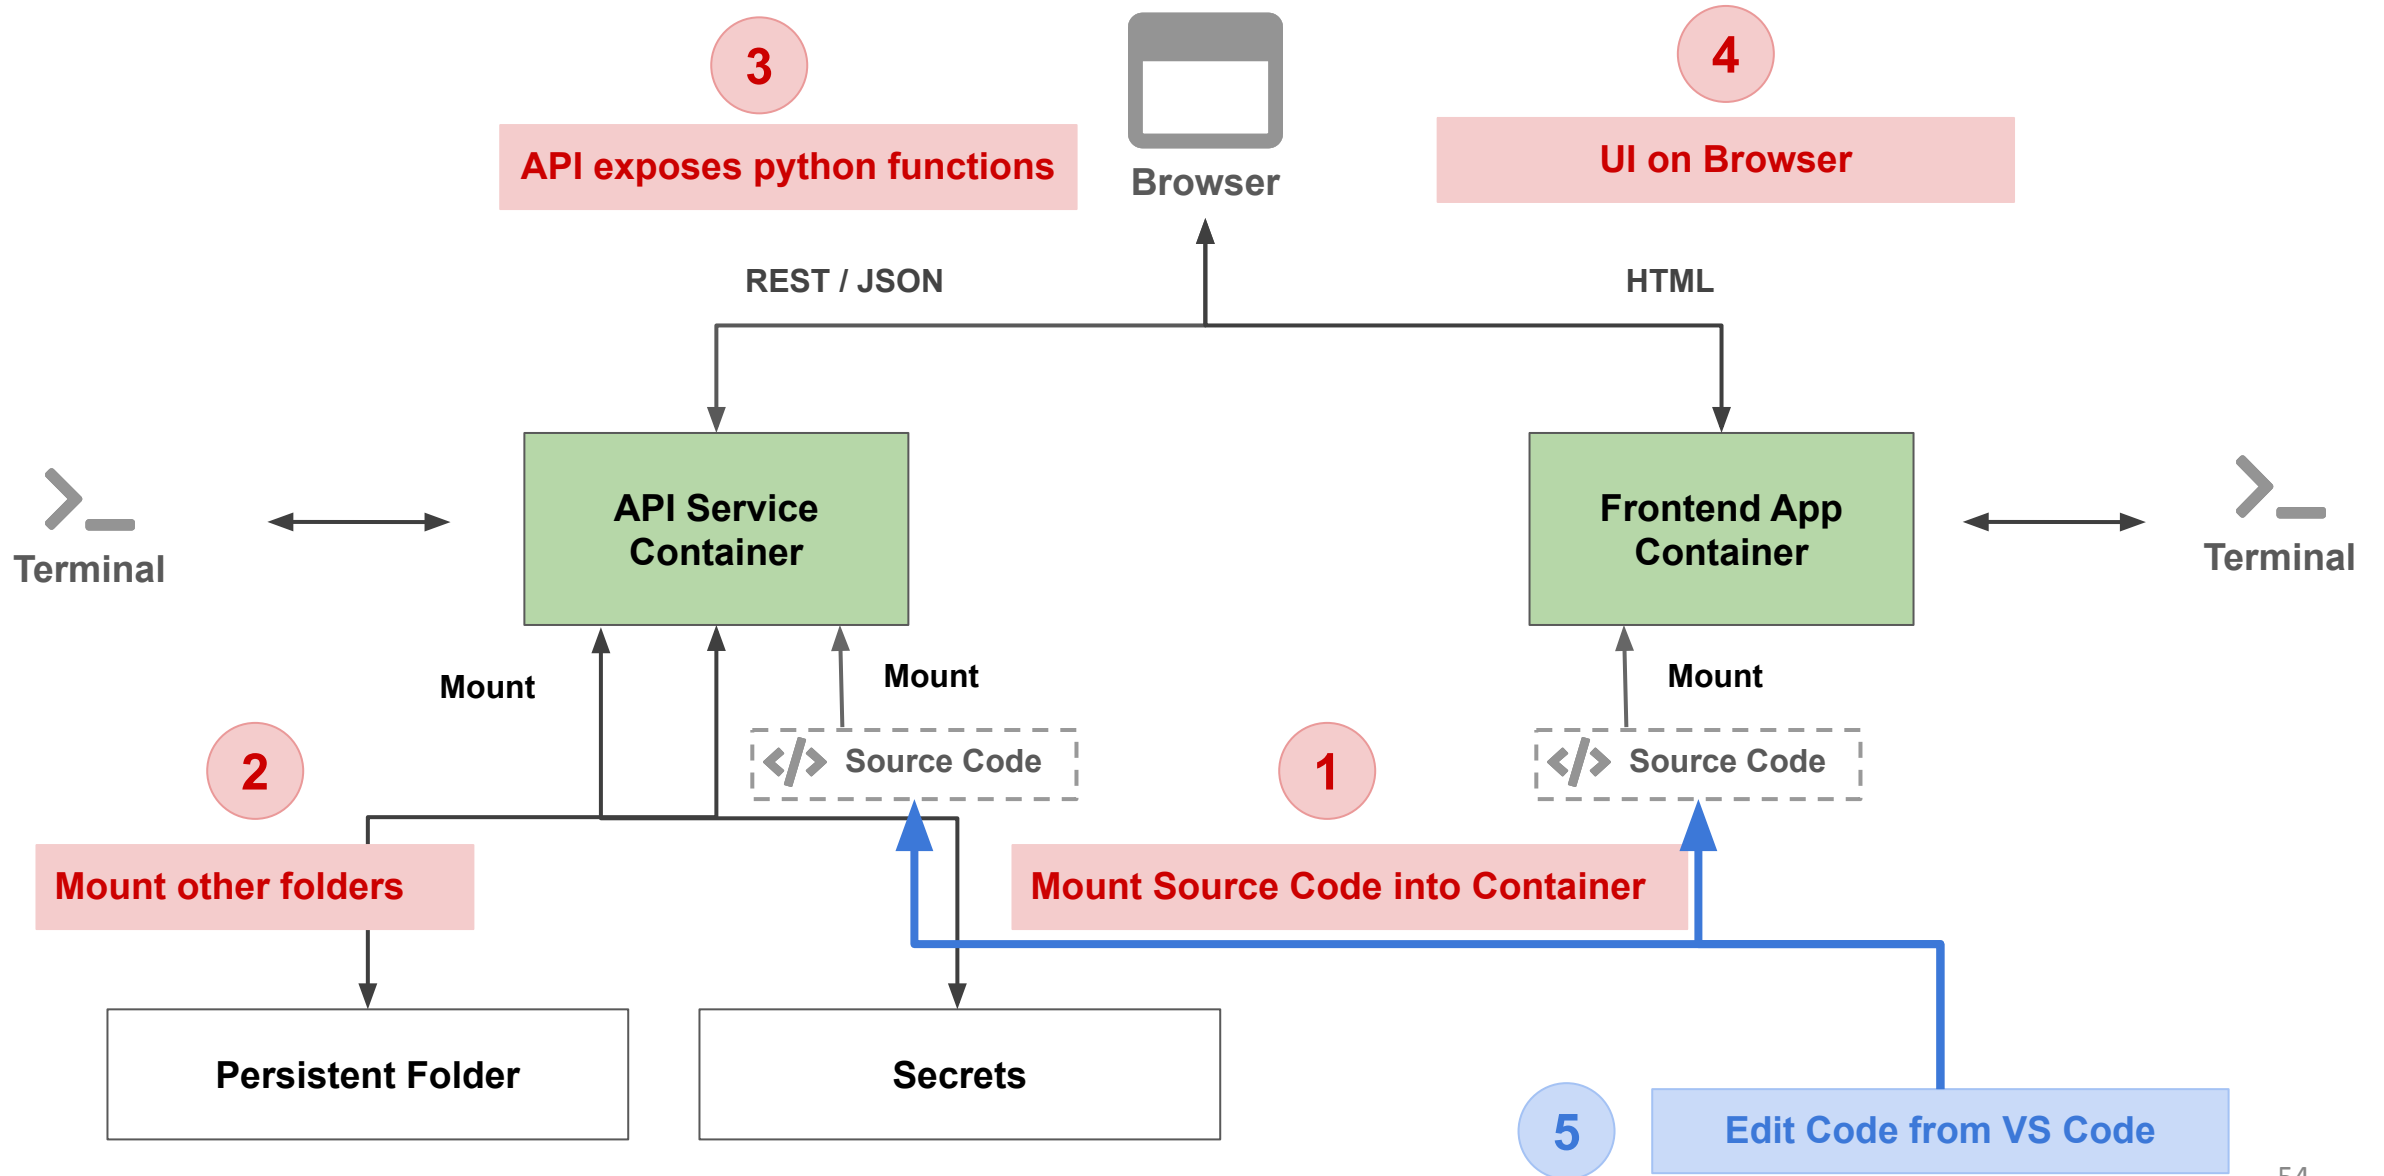 3
4
API exposes python functions
UI on Browser
Browser
REST / JSON
HTML
API Service
Container
Frontend App
Container
Terminal
Terminal
Mount
Mount
Mount
2
</> Source Code
1
</> Source Code
Mount other folders
Mount Source Code into Container
Persistent Folder
Secrets
5
Edit Code from VS Code
54